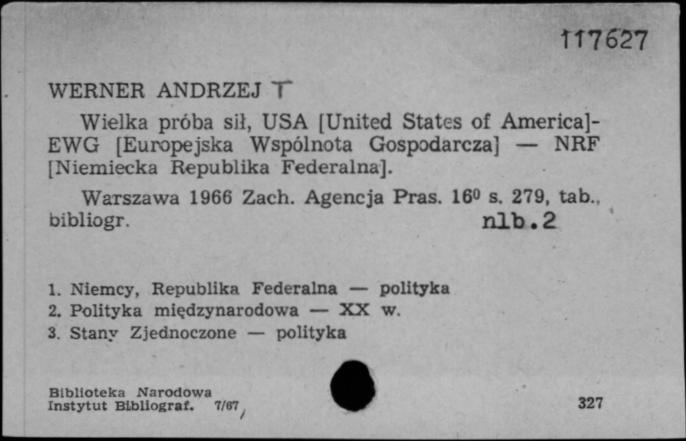 117627
WERNER ANDRZEJ T
Wielka próba sił, USA [United States of America]-
EWG [Europejska Wspólnota Gospodarcza] — NRF
[Niemiecka Republika Federalna].
Warszawa 1966 Zach. Agencja Pras. 16⁰ s. 279, tab.,
bibliogr. nlb.2
1. Niemcy, Republika Federalna — polityka
2. Polityka międzynarodowa — XX w.
3. Stany Zjednoczone — polityka
Biblioteka Narodowa
Instytut Bibliograf. 7/67 327